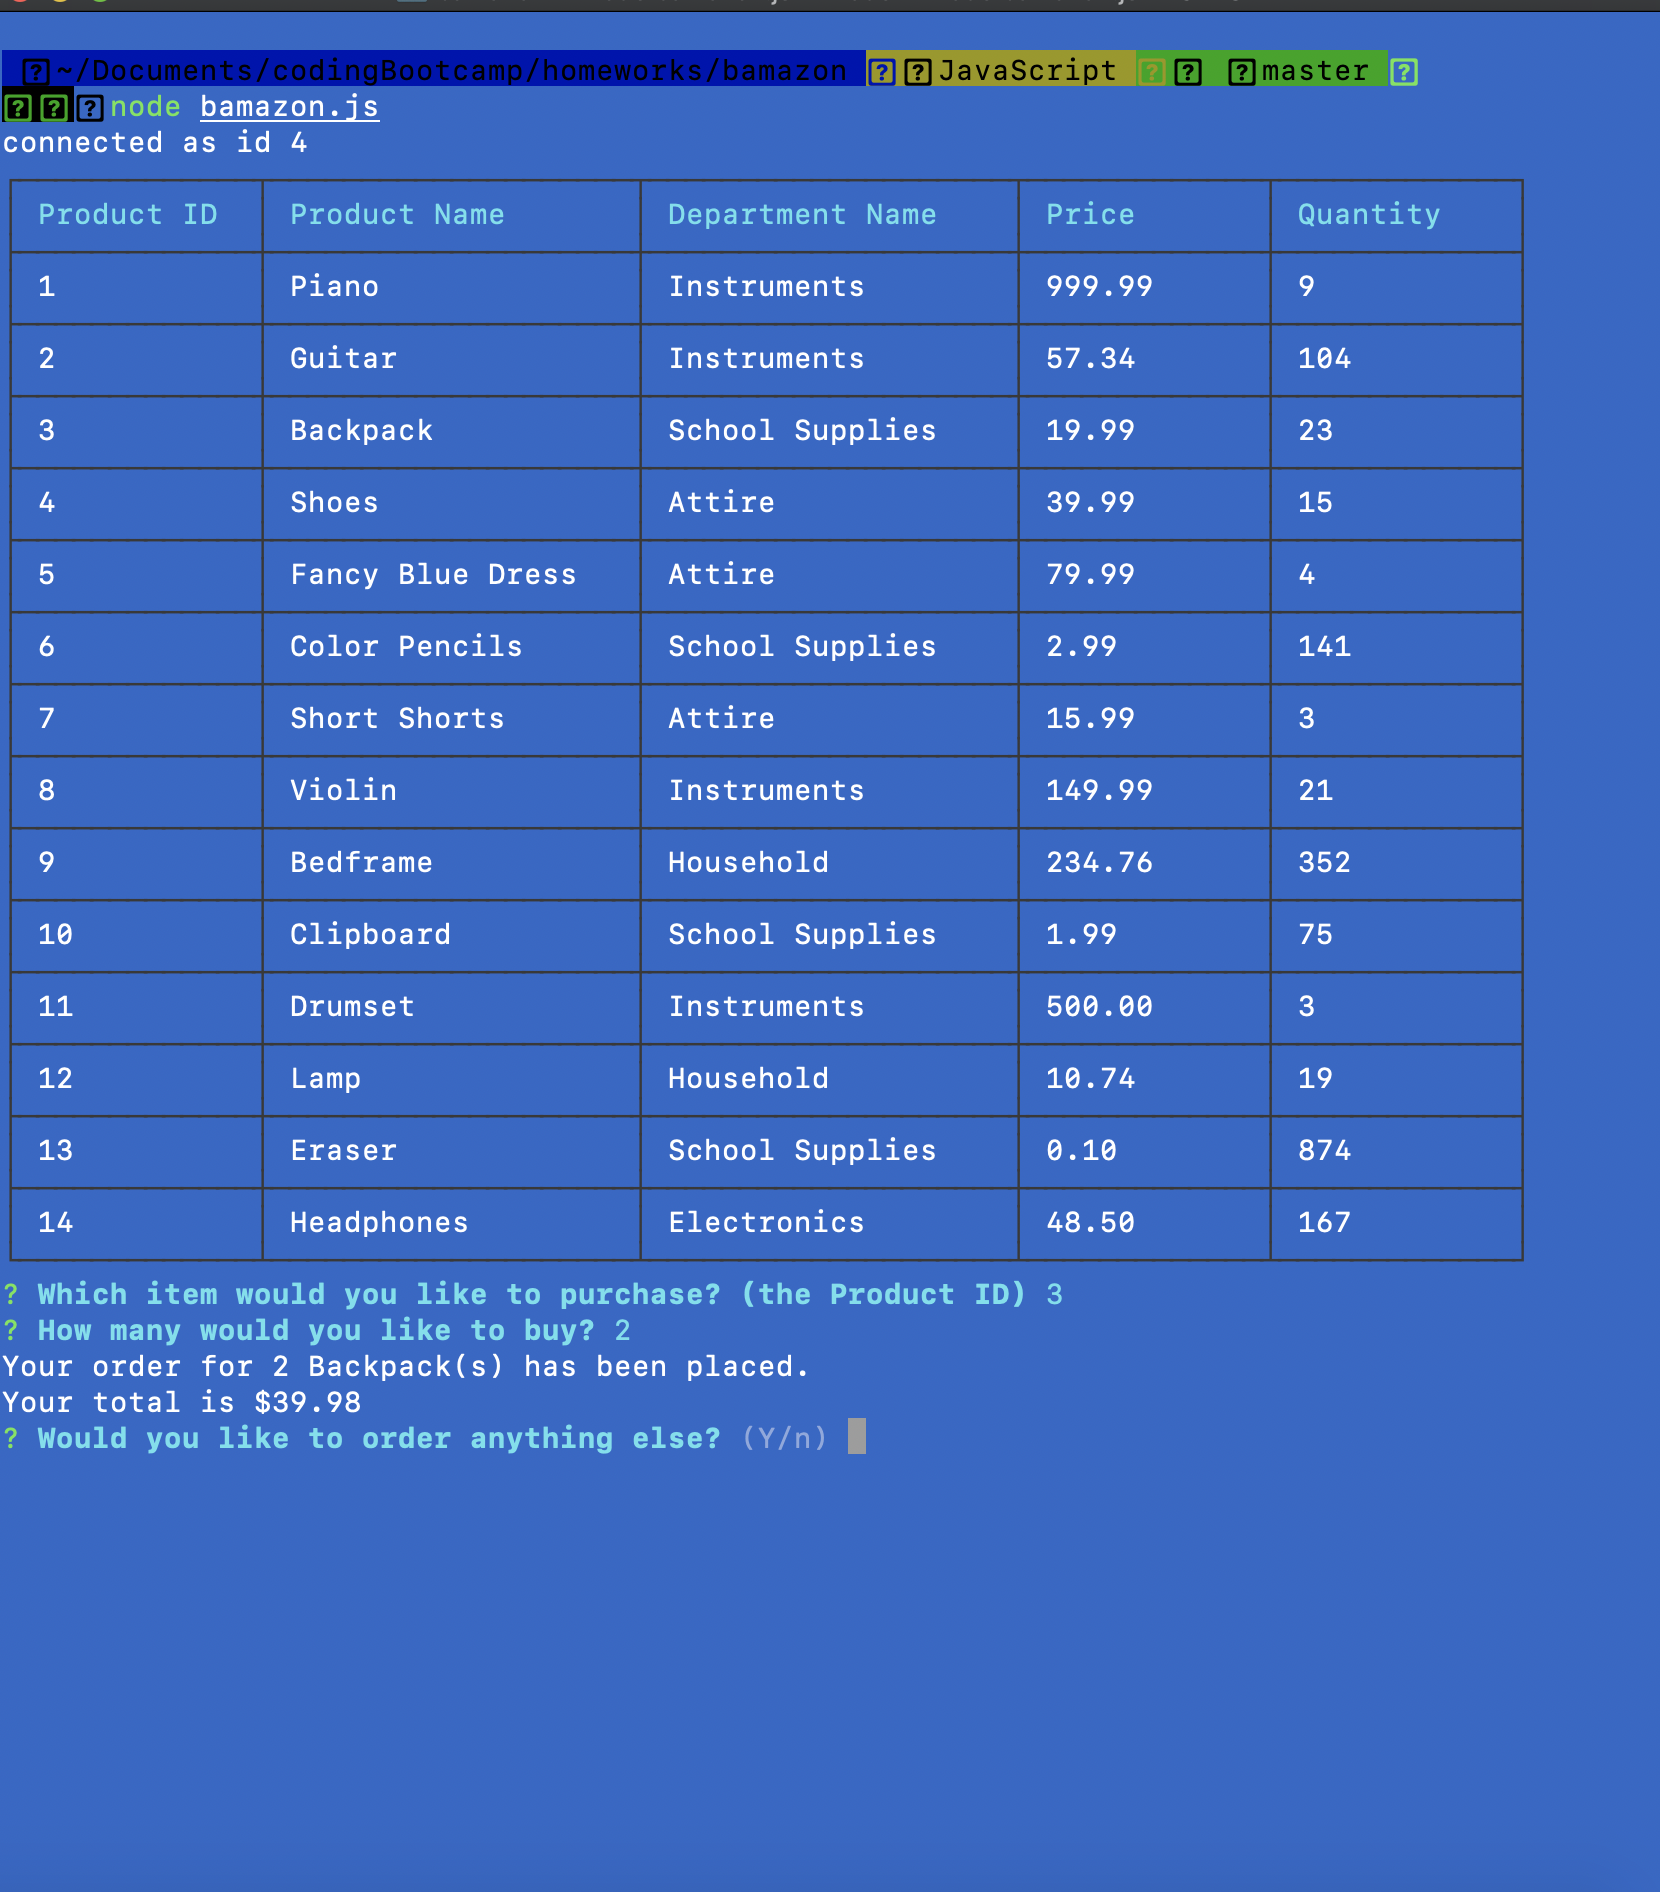 ~/Documents/codingBootcamp/homeworks/bamazon JavaScript master
node bamazon.js
connected as id 4
Product ID Product Name Department Name Price Quantity
1 Piano Instruments 999.99 9
2 Guitar Instruments 57.34 104
3 Backpack School Supplies 19.99 23
4 Shoes Attire 39.99 15
5 Fancy Blue Dress Attire 79.99 4
6 Color Pencils School Supplies 2.99 141
7 Short Shorts Attire 15.99 3
8 Violin Instruments 149.99 21
9 Bedframe Household 234.76 352
10 Clipboard School Supplies 1.99 75
11 Drumset Instruments 500.00 3
12 Lamp Household 10.74 19
13 Eraser School Supplies 0.10 874
14 Headphones Electronics 48.50 167
? Which item would you like to purchase? (the Product ID) 3
? How many would you like to buy? 2
Your order for 2 Backpack(s) has been placed.
Your total is $39.98
? Would you like to order anything else? (Y/n)